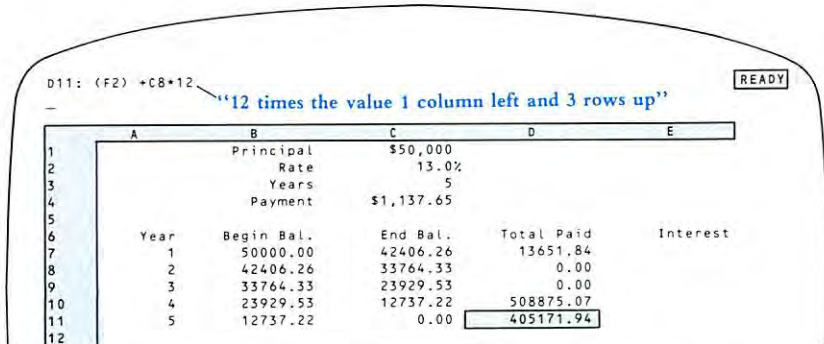 D11: (F2) +C8*12 READY
“12 times the value 1 column left and 3 rows up”
A B C D E
1 Principal $50,000
2 Rate 13.0%
3 Years 5
4 Payment $1,137.65
5
6 Year Begin Bal. End Bal. Total Paid Interest
7 1 50000.00 42406.26 13651.84
8 2 42406.26 33764.33 0.00
9 3 33764.33 23929.53 0.00
10 4 23929.53 12737.22 508875.07
11 5 12737.22 0.00 405171.94
12